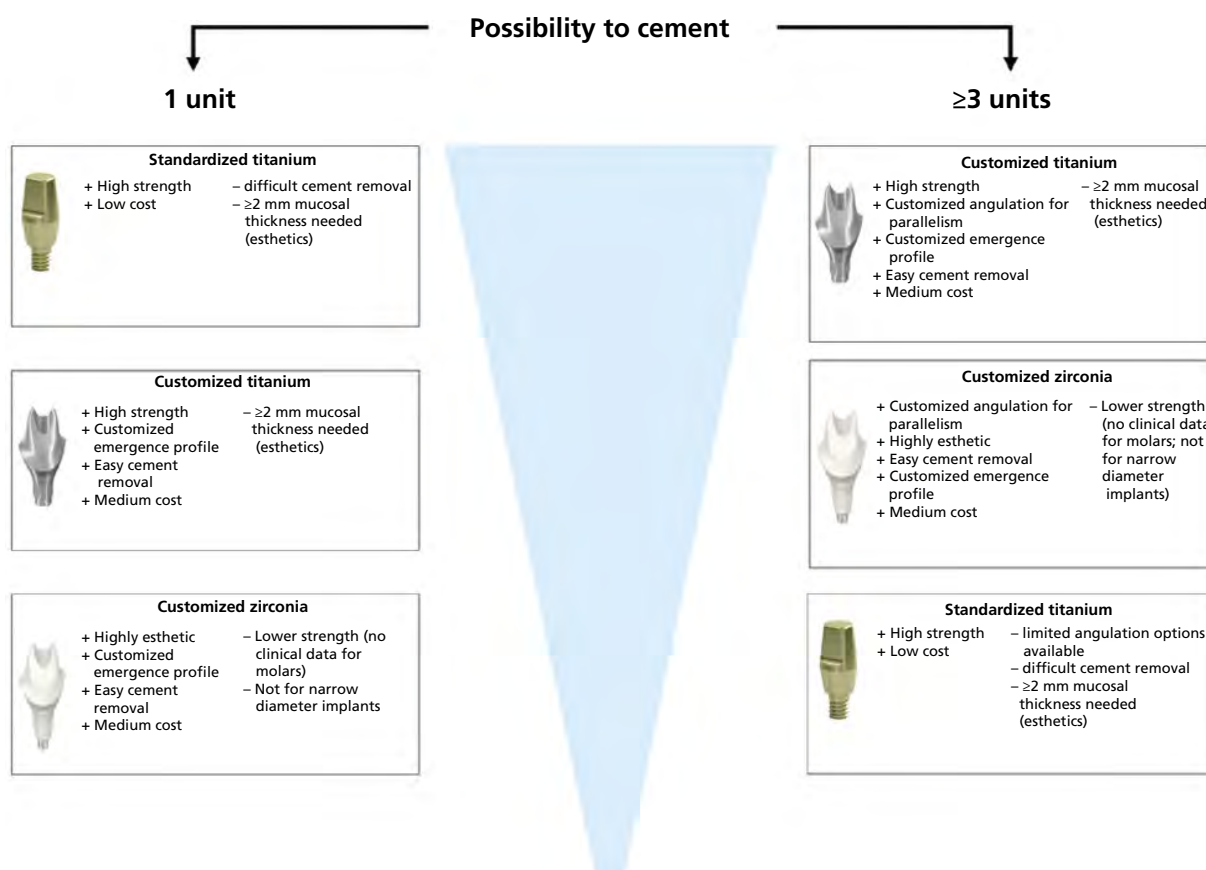 Possibility to cement
1 unit
≥3 units
Standardized titanium
+ High strength
+ Low cost
– difficult cement removal
– ≥2 mm mucosal
thickness needed
(esthetics)
Customized titanium
+ High strength
+ Customized
emergence profile
+ Easy cement
removal
+ Medium cost
– ≥2 mm mucosal
thickness needed
(esthetics)
Customized zirconia
+ Highly esthetic
+ Customized
emergence profile
+ Easy cement
removal
+ Medium cost
– Lower strength (no
clinical data for
molars)
– Not for narrow
diameter implants
Customized titanium
+ High strength
+ Customized angulation for
parallelism
+ Customized emergence
profile
+ Easy cement removal
+ Medium cost
– ≥2 mm mucosal
thickness needed
(esthetics)
Customized zirconia
+ Customized angulation for
parallelism
+ Highly esthetic
+ Easy cement removal
+ Customized emergence
profile
+ Medium cost
– Lower strength
(no clinical data
for molars; not
for narrow
diameter
implants)
Standardized titanium
+ High strength
+ Low cost
– limited angulation options
available
– difficult cement removal
– ≥2 mm mucosal
thickness needed
(esthetics)